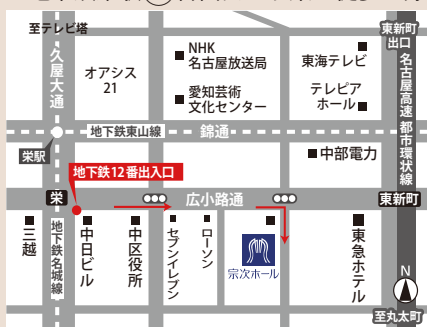 至テレビ塔
東新町
出口
久屋大通
オアシス
21
NHK
名古屋放送局
愛知芸術
文化センター
東海テレビ
テレピア
ホール
名古屋高速 都市環状線
地下鉄東山線
錦通
栄駅
中部電力
地下鉄12番出入口
栄
広小路通
東新町
三越
地下鉄名城線
中日ビル
中区役所
セブンイレブン
ローソン
宗次ホール
東急ホテル
N
至丸太町